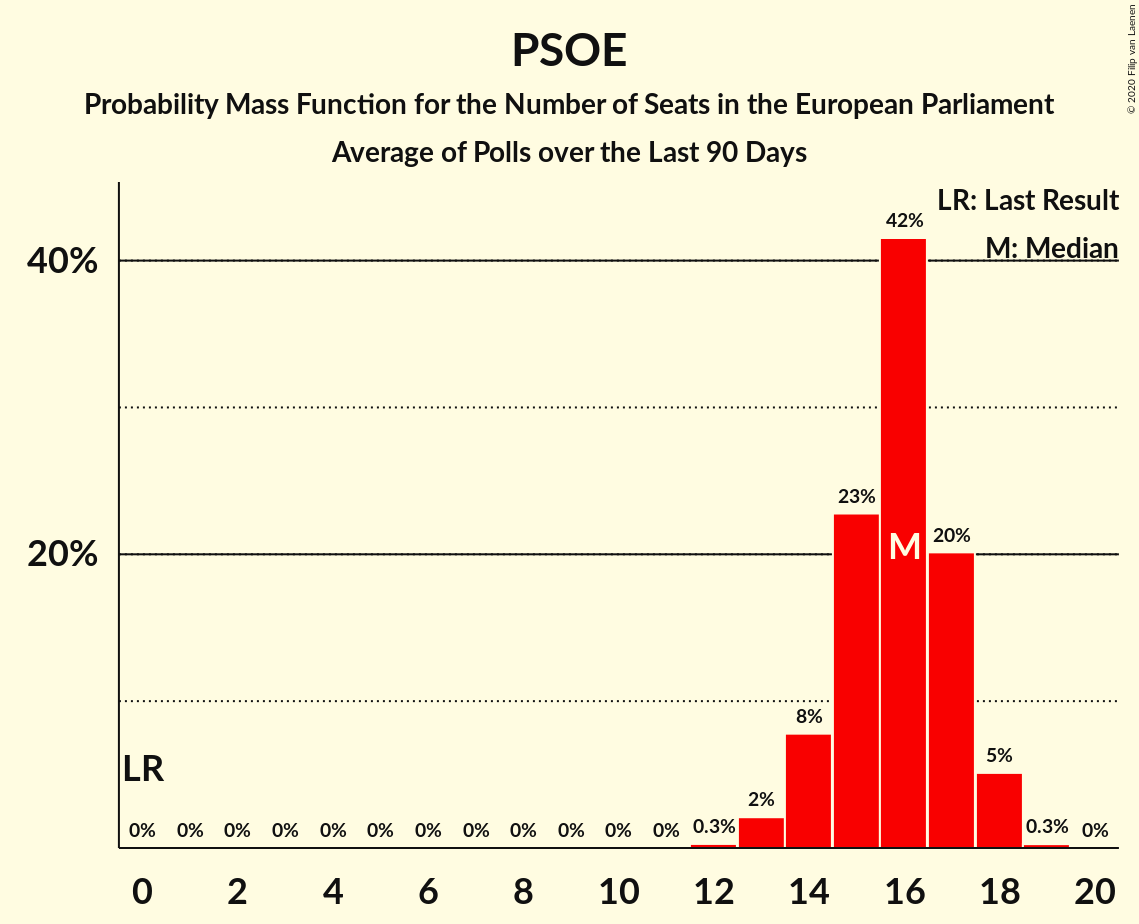 PSOE
Probability Mass Function for the Number of Seats in the European Parliament
Average of Polls over the Last 90 Days
© 2020 Filip van Laenen
LR: Last Result
M: Median
40%
20%
42%
23%
M
20%
8%
5%
LR
2%
0% 0% 0% 0% 0% 0% 0% 0% 0% 0% 0% 0% 0.3% 0.3% 0%
0 2 4 6 8 10 12 14 16 18 20